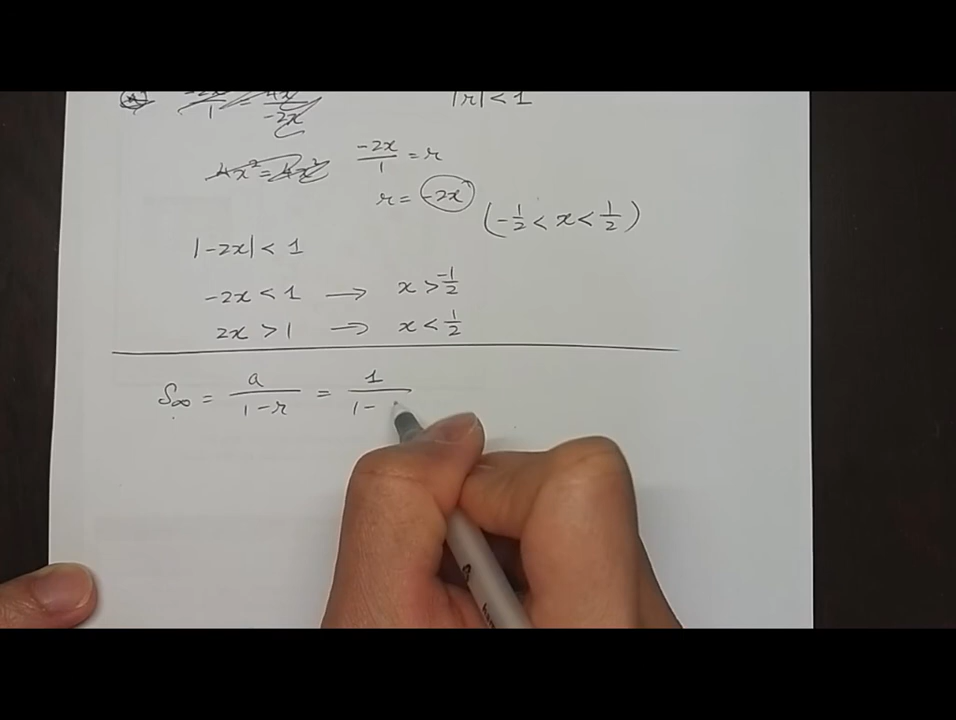 |r| < 1
-2x/1 = r
r = -2x
(-1/2 < x < 1/2)
|-2x| < 1
-2x < 1 → x > -1/2
2x > 1 → x < 1/2
S∞ = a/(1-r) = 1/(1-